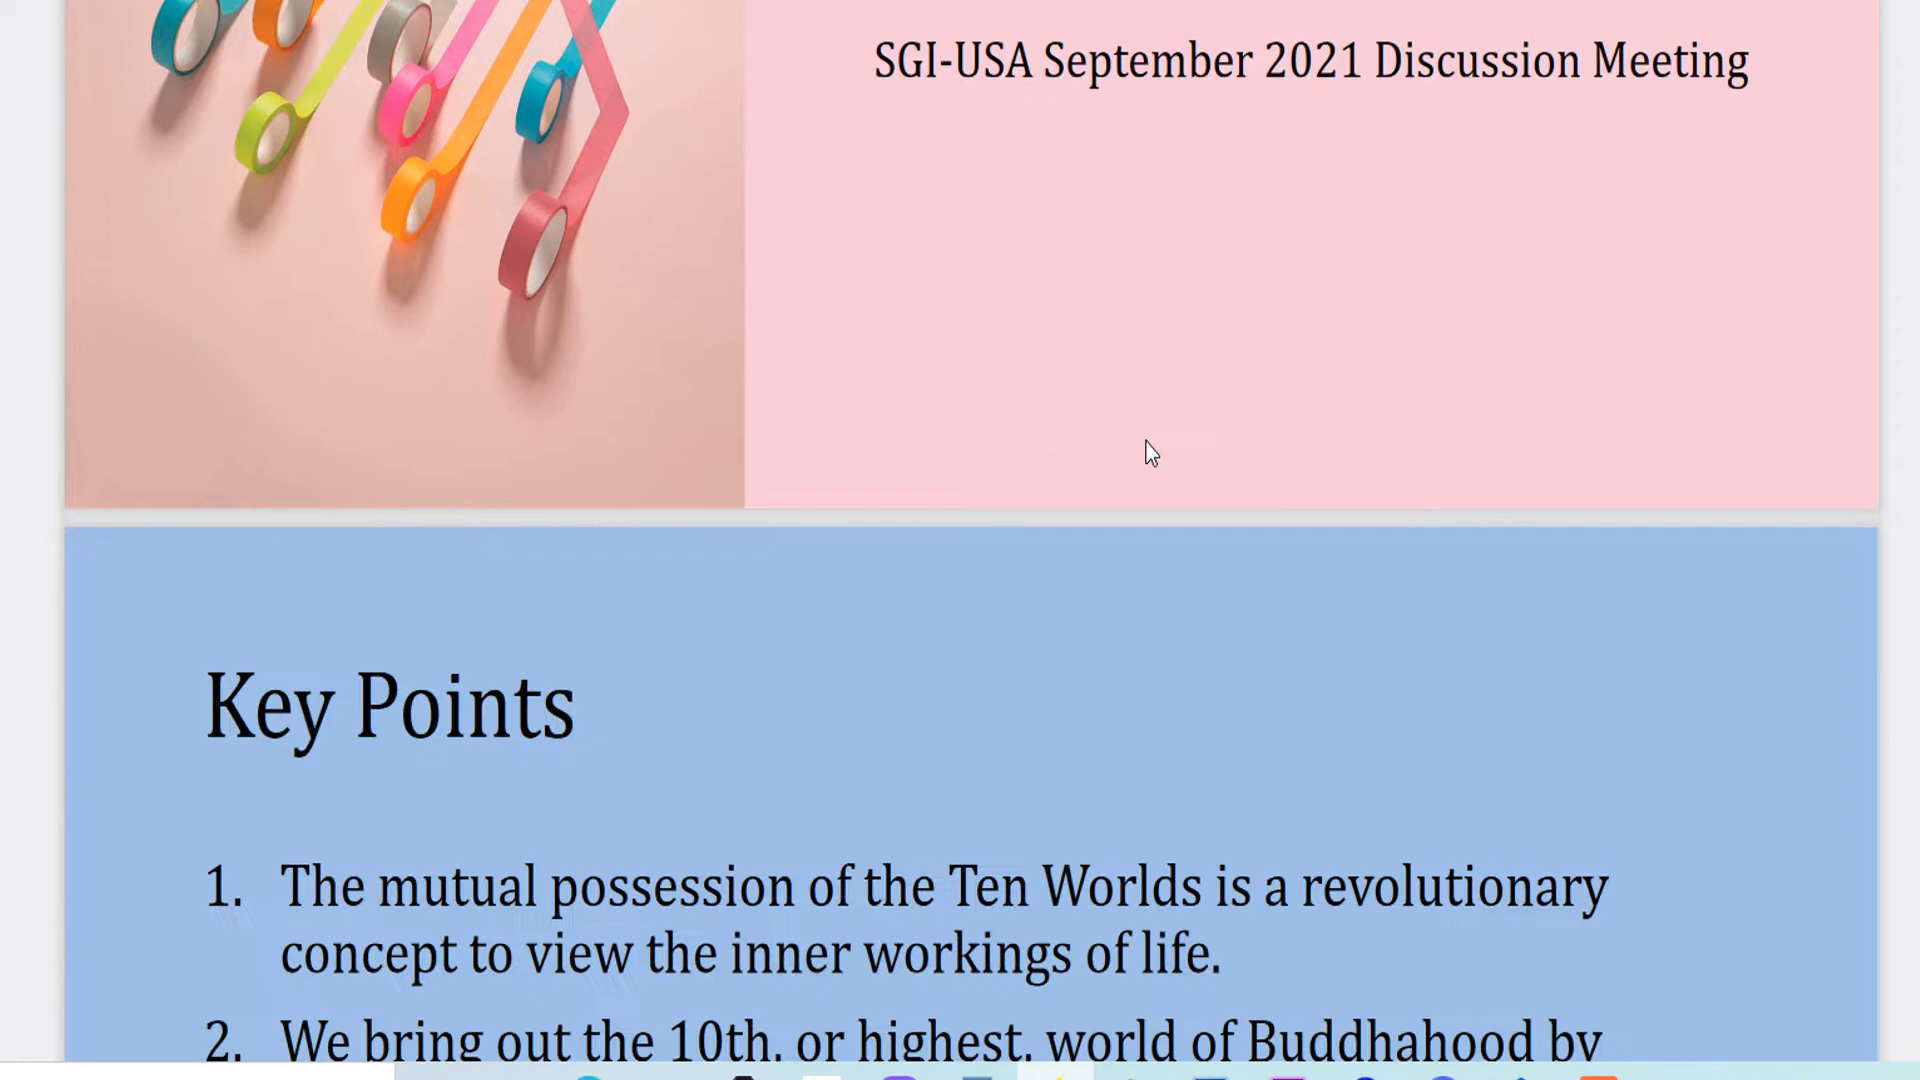 SGI-USA September 2021 Discussion Meeting
Key Points
1. The mutual possession of the Ten Worlds is a revolutionary
concept to view the inner workings of life.
2. We bring out the 10th, or highest, world of Buddhahood by